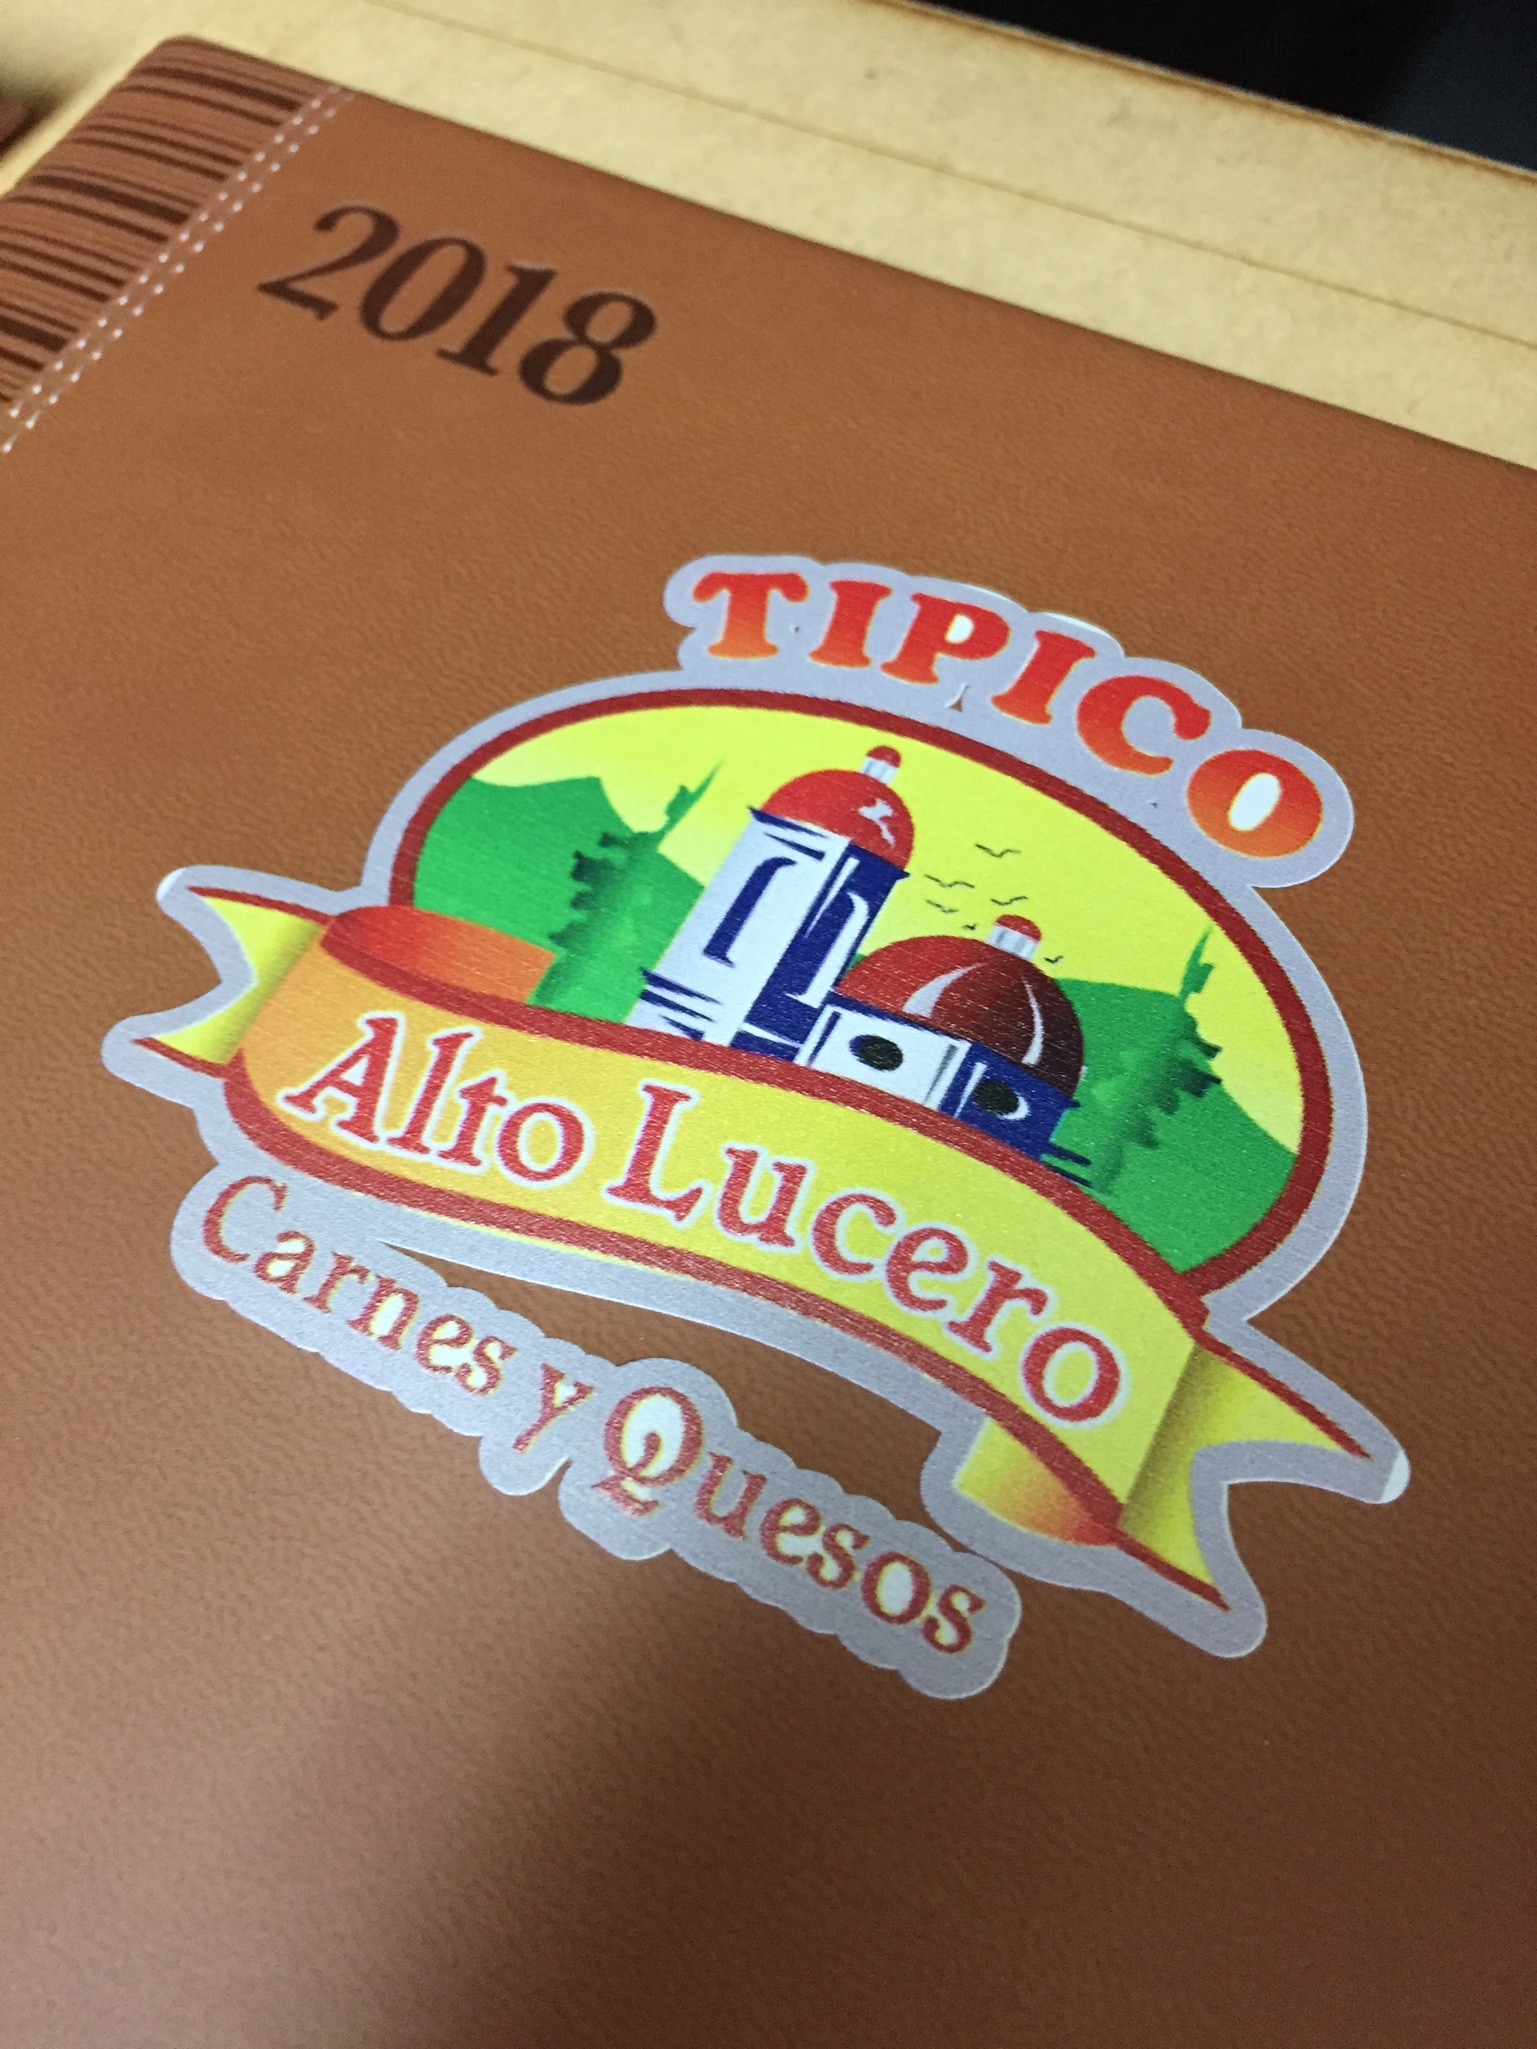 2018
TIPICO
Alto Lucero
Carnes y Quesos